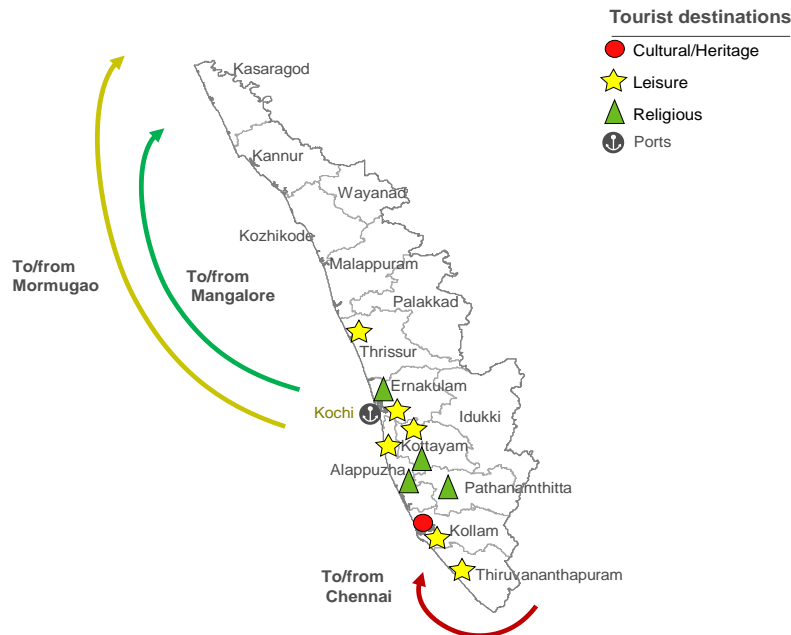 Tourist destinations
Cultural/Heritage
Leisure
Religious
Ports
Kasaragod
Kannur
Wayanad
Kozhikode
Malappuram
To/from
Mormugao
To/from
Mangalore
Palakkad
Thrissur
Ernakulam
Kochi
Idukki
Kottayam
Alappuzha
Pathanamthitta
Kollam
To/from
Chennai
Thiruvananthapuram